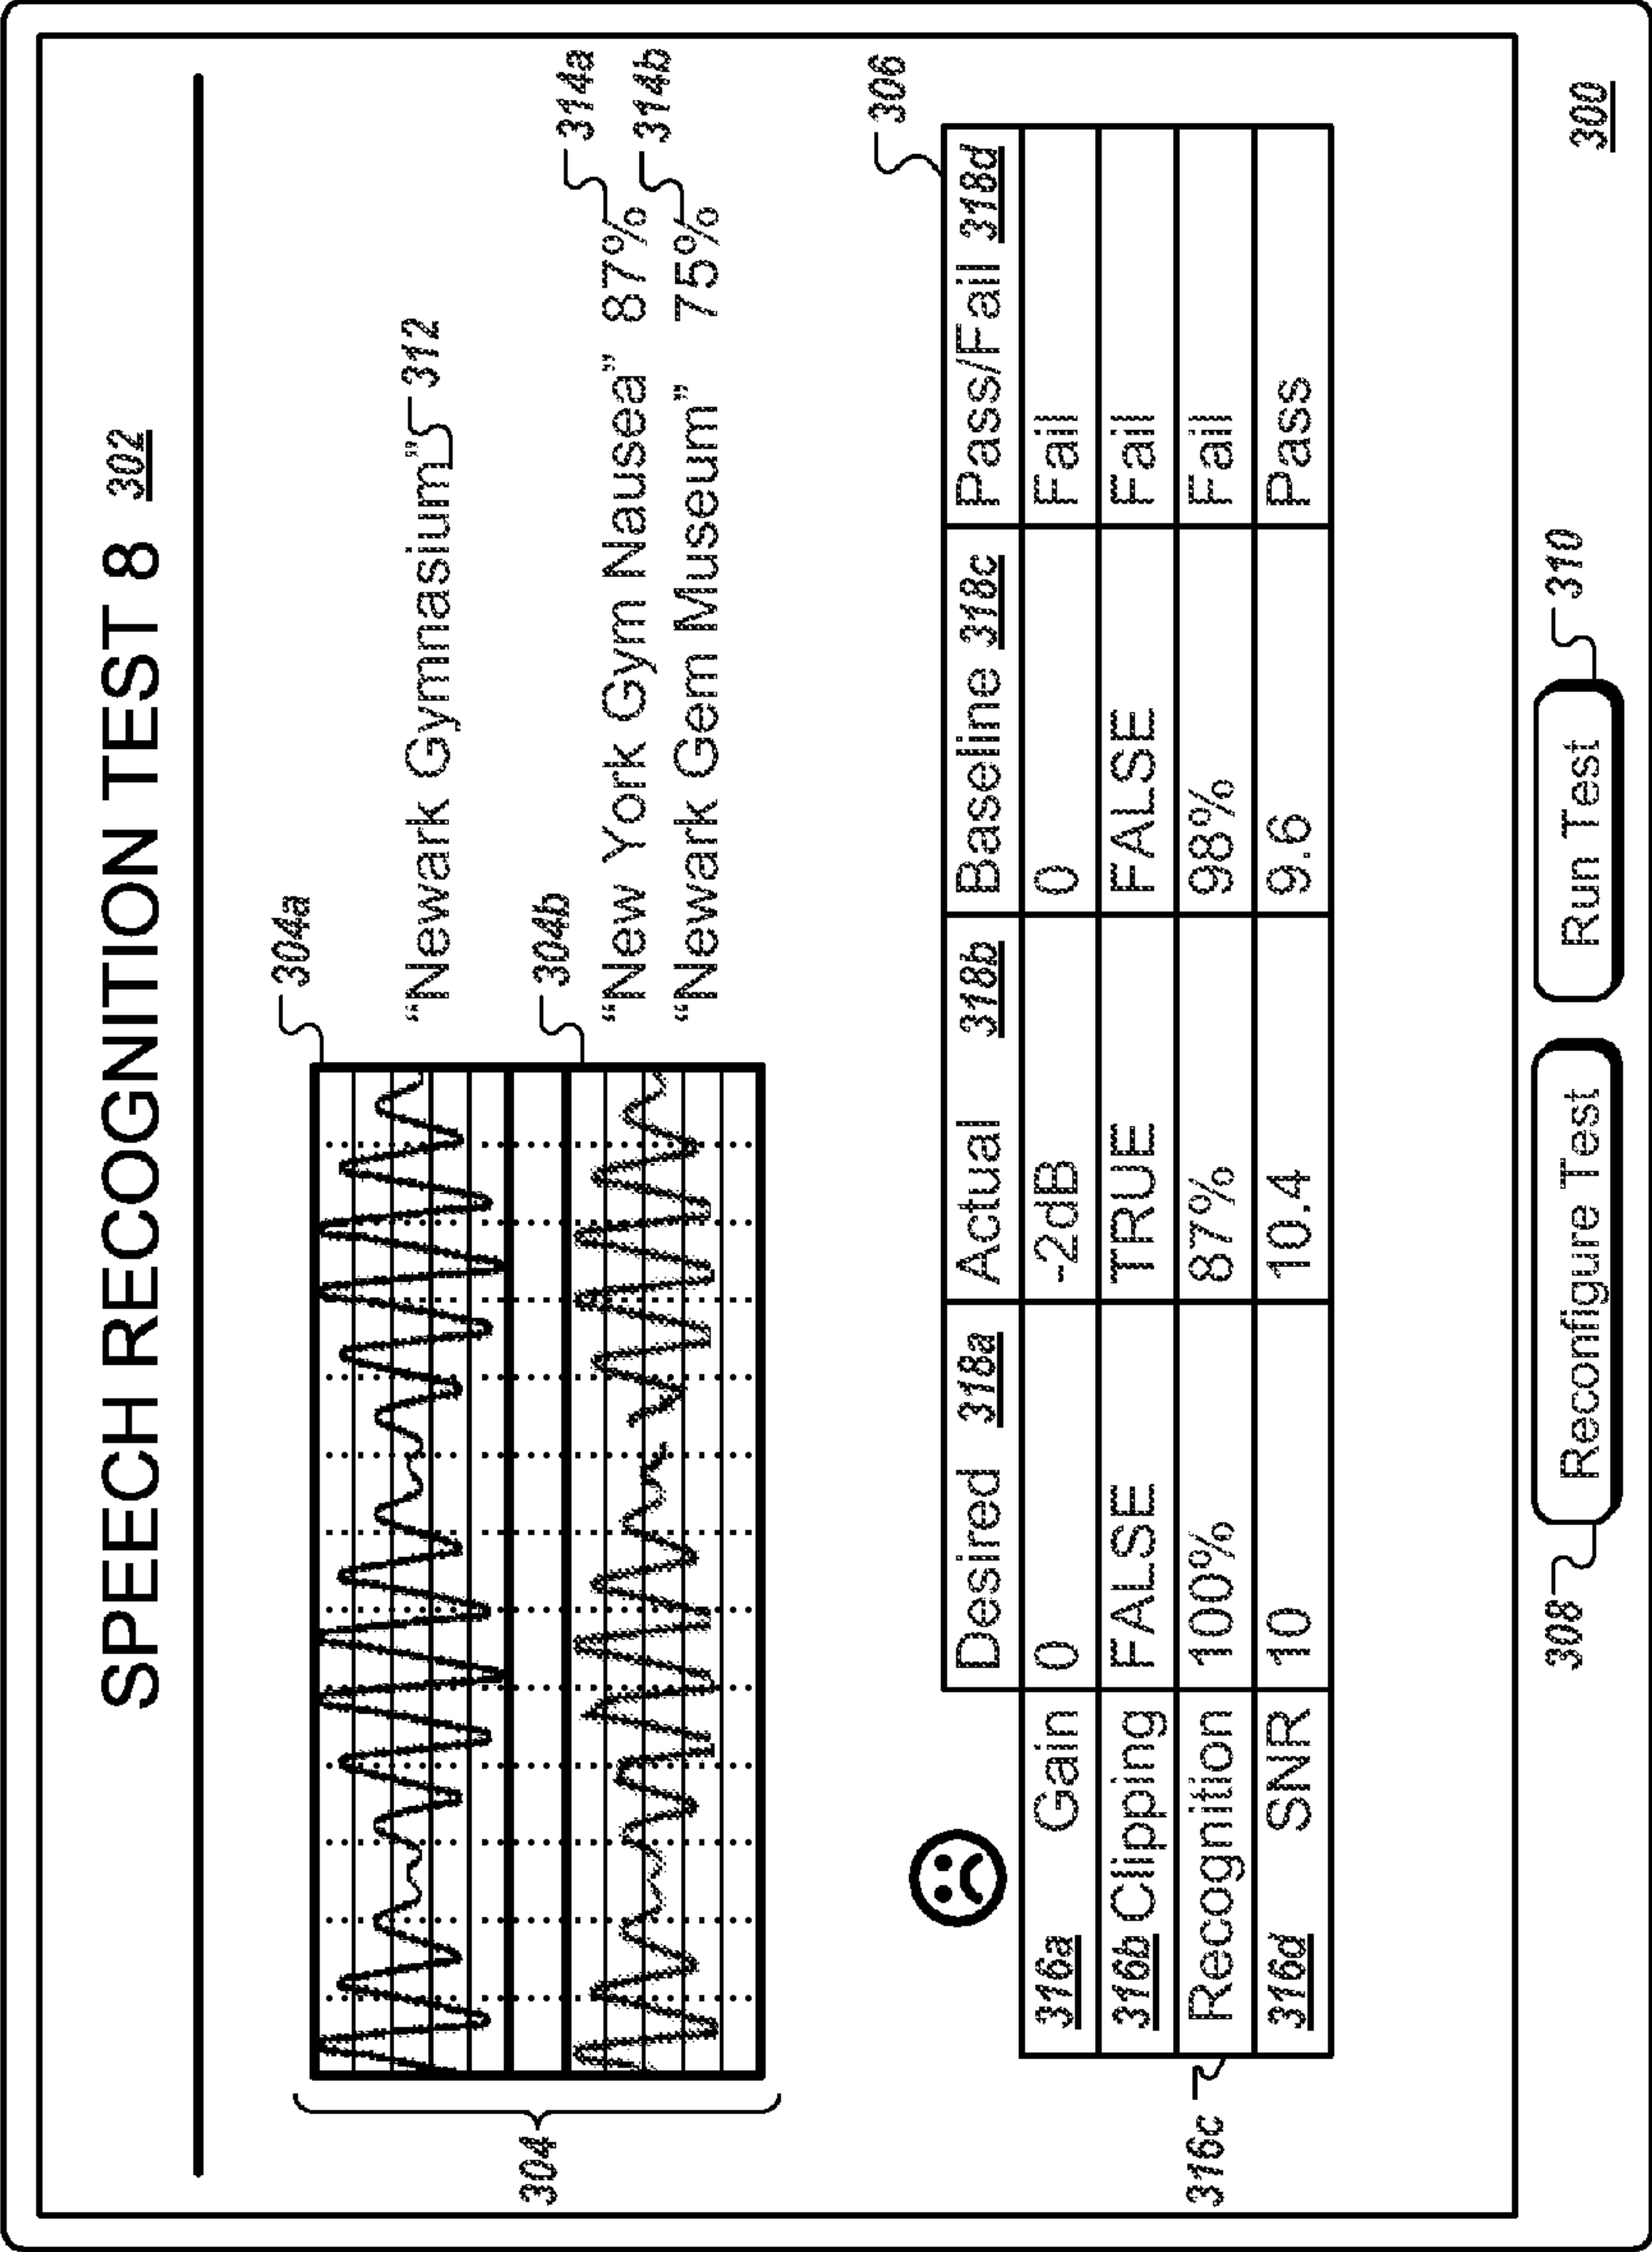 SPEECH RECOGNITION TEST 8 302
304a
"Newark Gymnasium" 312
304
304b
314a
"New York Gym Nausea" 87%
314b
"Newark Gem Museum" 75%
306
Desired 318a Actual 318b Baseline 318c Pass/Fail 318d
316a Gain 0 -2dB 0 Fail
316b Clipping FALSE TRUE FALSE Fail
316c Recognition 100% 87% 98% Fail
316d SNR 10 10.4 9.6 Pass
308 Reconfigure Test Run Test 310
300